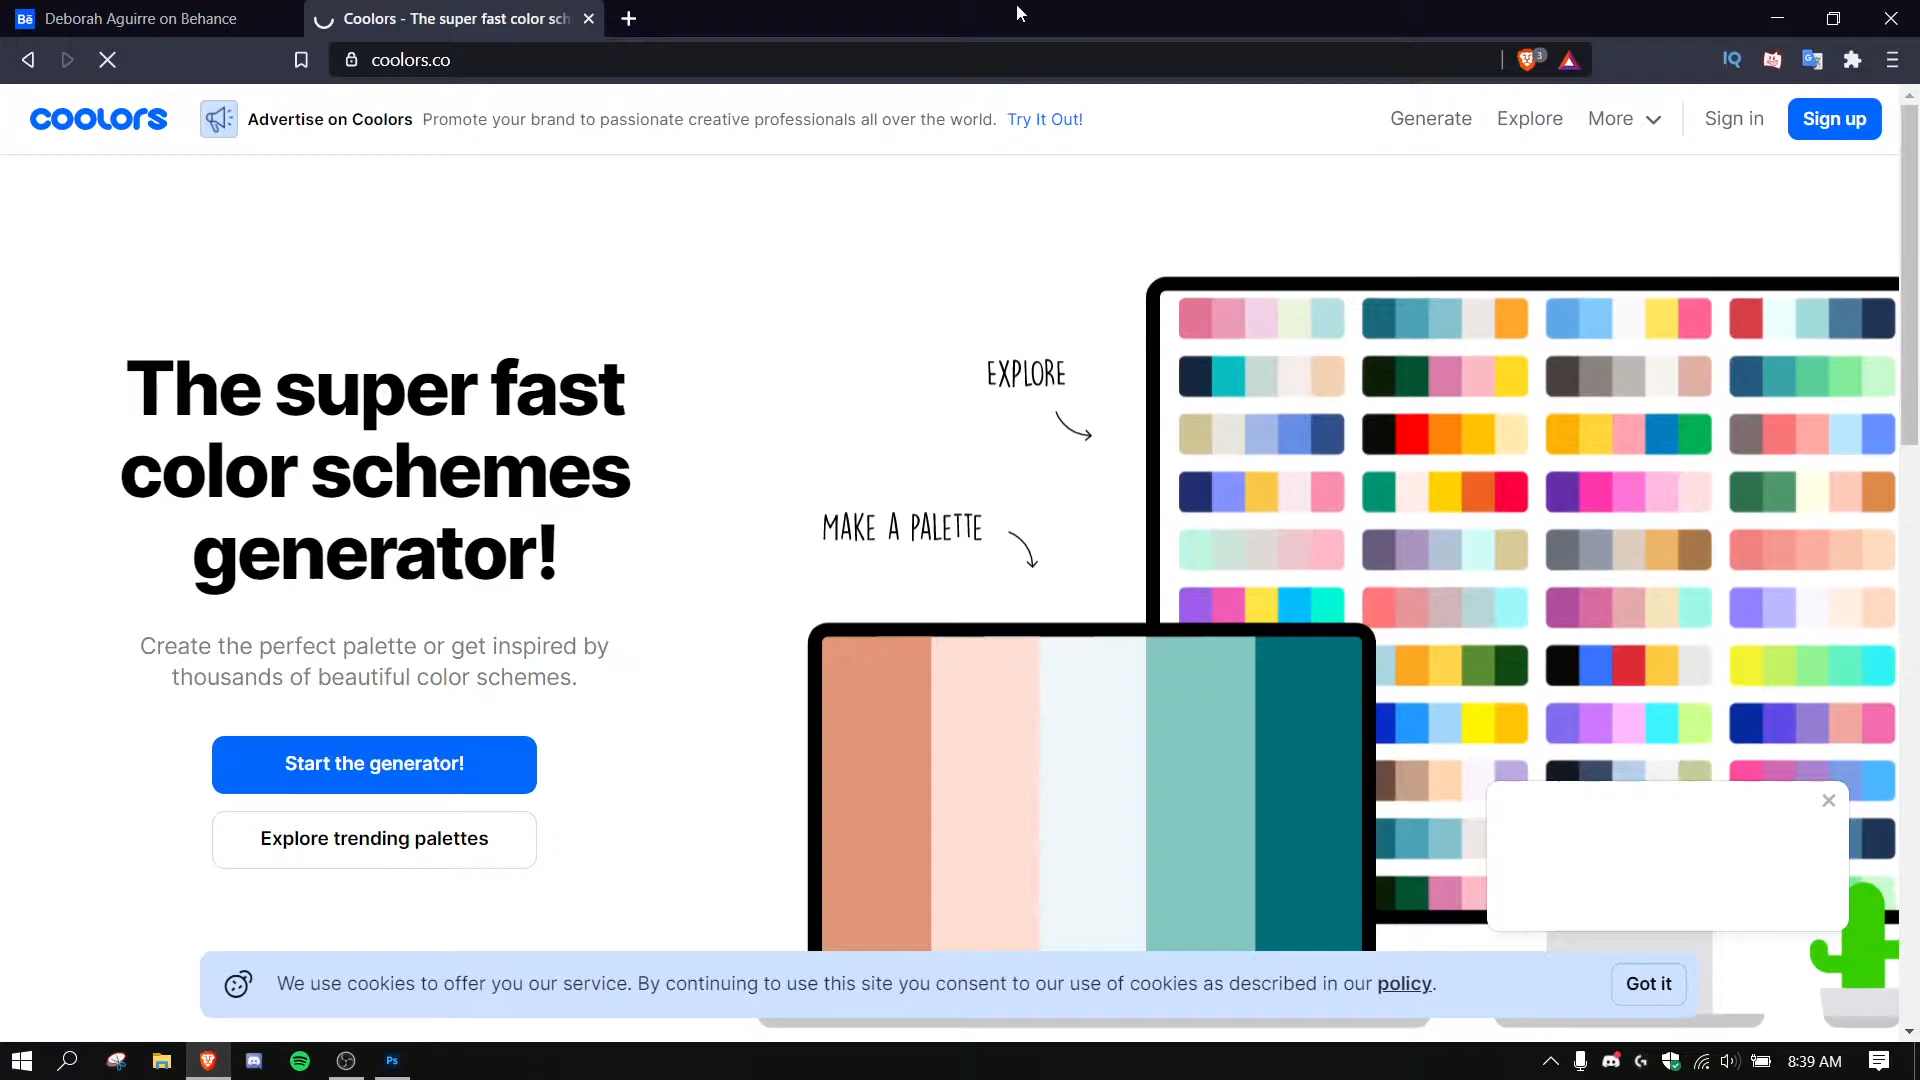 Bē Deborah Aguirre on Behance
Coolors - The super fast color sch
coolors.co
3
IQ
coolors
Advertise on Coolors Promote your brand to passionate creative professionals all over the world. Try It Out!
Generate Explore More Sign in Sign up
The super fast
color schemes
generator!
Create the perfect palette or get inspired by
thousands of beautiful color schemes.
Start the generator!
Explore trending palettes
EXPLORE
MAKE A PALETTE
We use cookies to offer you our service. By continuing to use this site you consent to our use of cookies as described in our policy.
Got it
Ps
8:39 AM